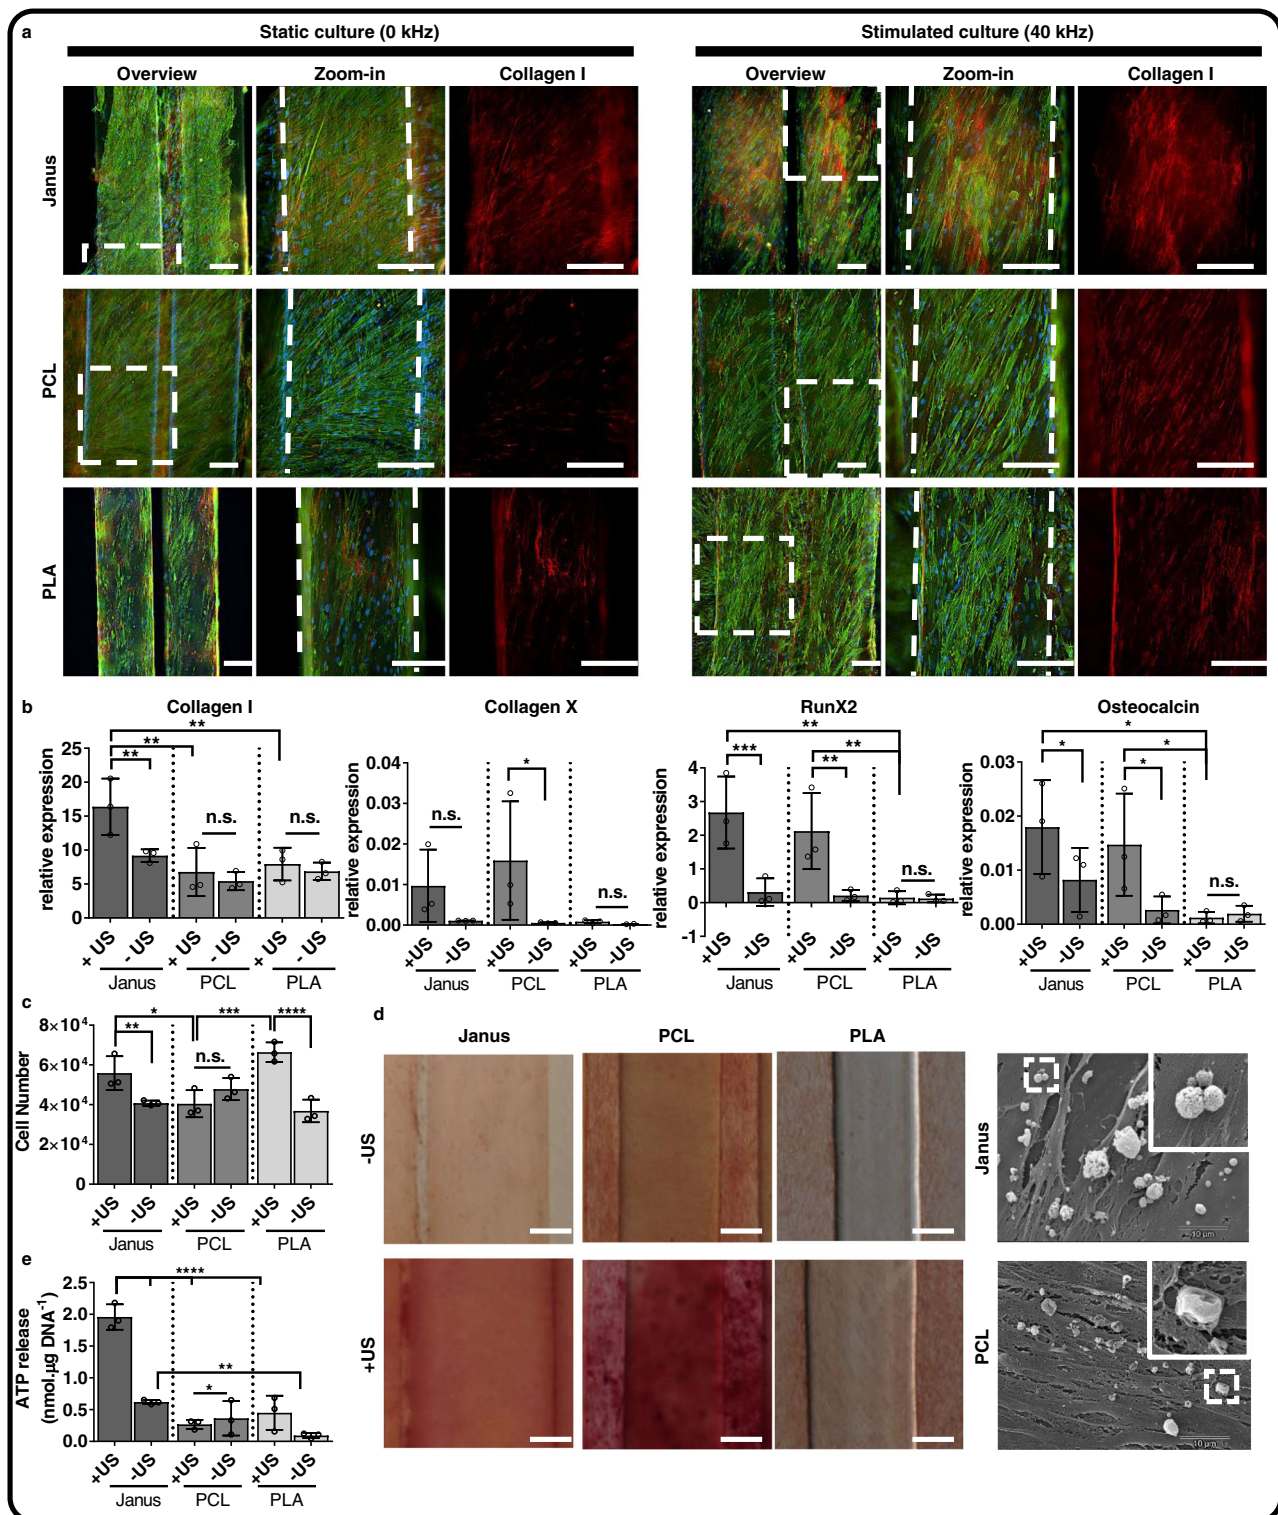 a
Static culture (0 kHz)
Stimulated culture (40 kHz)
Overview
Zoom-in
Collagen I
Overview
Zoom-in
Collagen I
Janus
PCL
PLA
b
Collagen I
Collagen X
RunX2
Osteocalcin
relative expression
25
20
15
10
5
0
**
**
**
n.s.
n.s.
+US
-US
+US
-US
+US
-US
Janus
PCL
PLA
relative expression
0.04
0.03
0.02
0.01
0.00
n.s.
*
n.s.
+US
-US
+US
-US
+US
-US
Janus
PCL
PLA
relative expression
4
3
2
1
0
-1
**
***
**
**
n.s.
+US
-US
+US
-US
+US
-US
Janus
PCL
PLA
relative expression
0.03
0.02
0.01
0.00
*
*
*
*
n.s.
+US
-US
+US
-US
+US
-US
Janus
PCL
PLA
c
Cell Number
8×10⁴
6×10⁴
4×10⁴
2×10⁴
0
*
**
***
****
n.s.
+US
-US
+US
-US
+US
-US
Janus
PCL
PLA
d
Janus
PCL
PLA
-US
+US
Janus
10 µm
PCL
10 µm
e
ATP release
(nmol.µg DNA⁻¹)
2.5
2.0
1.5
1.0
0.5
0.0
****
**
*
+US
-US
+US
-US
+US
-US
Janus
PCL
PLA